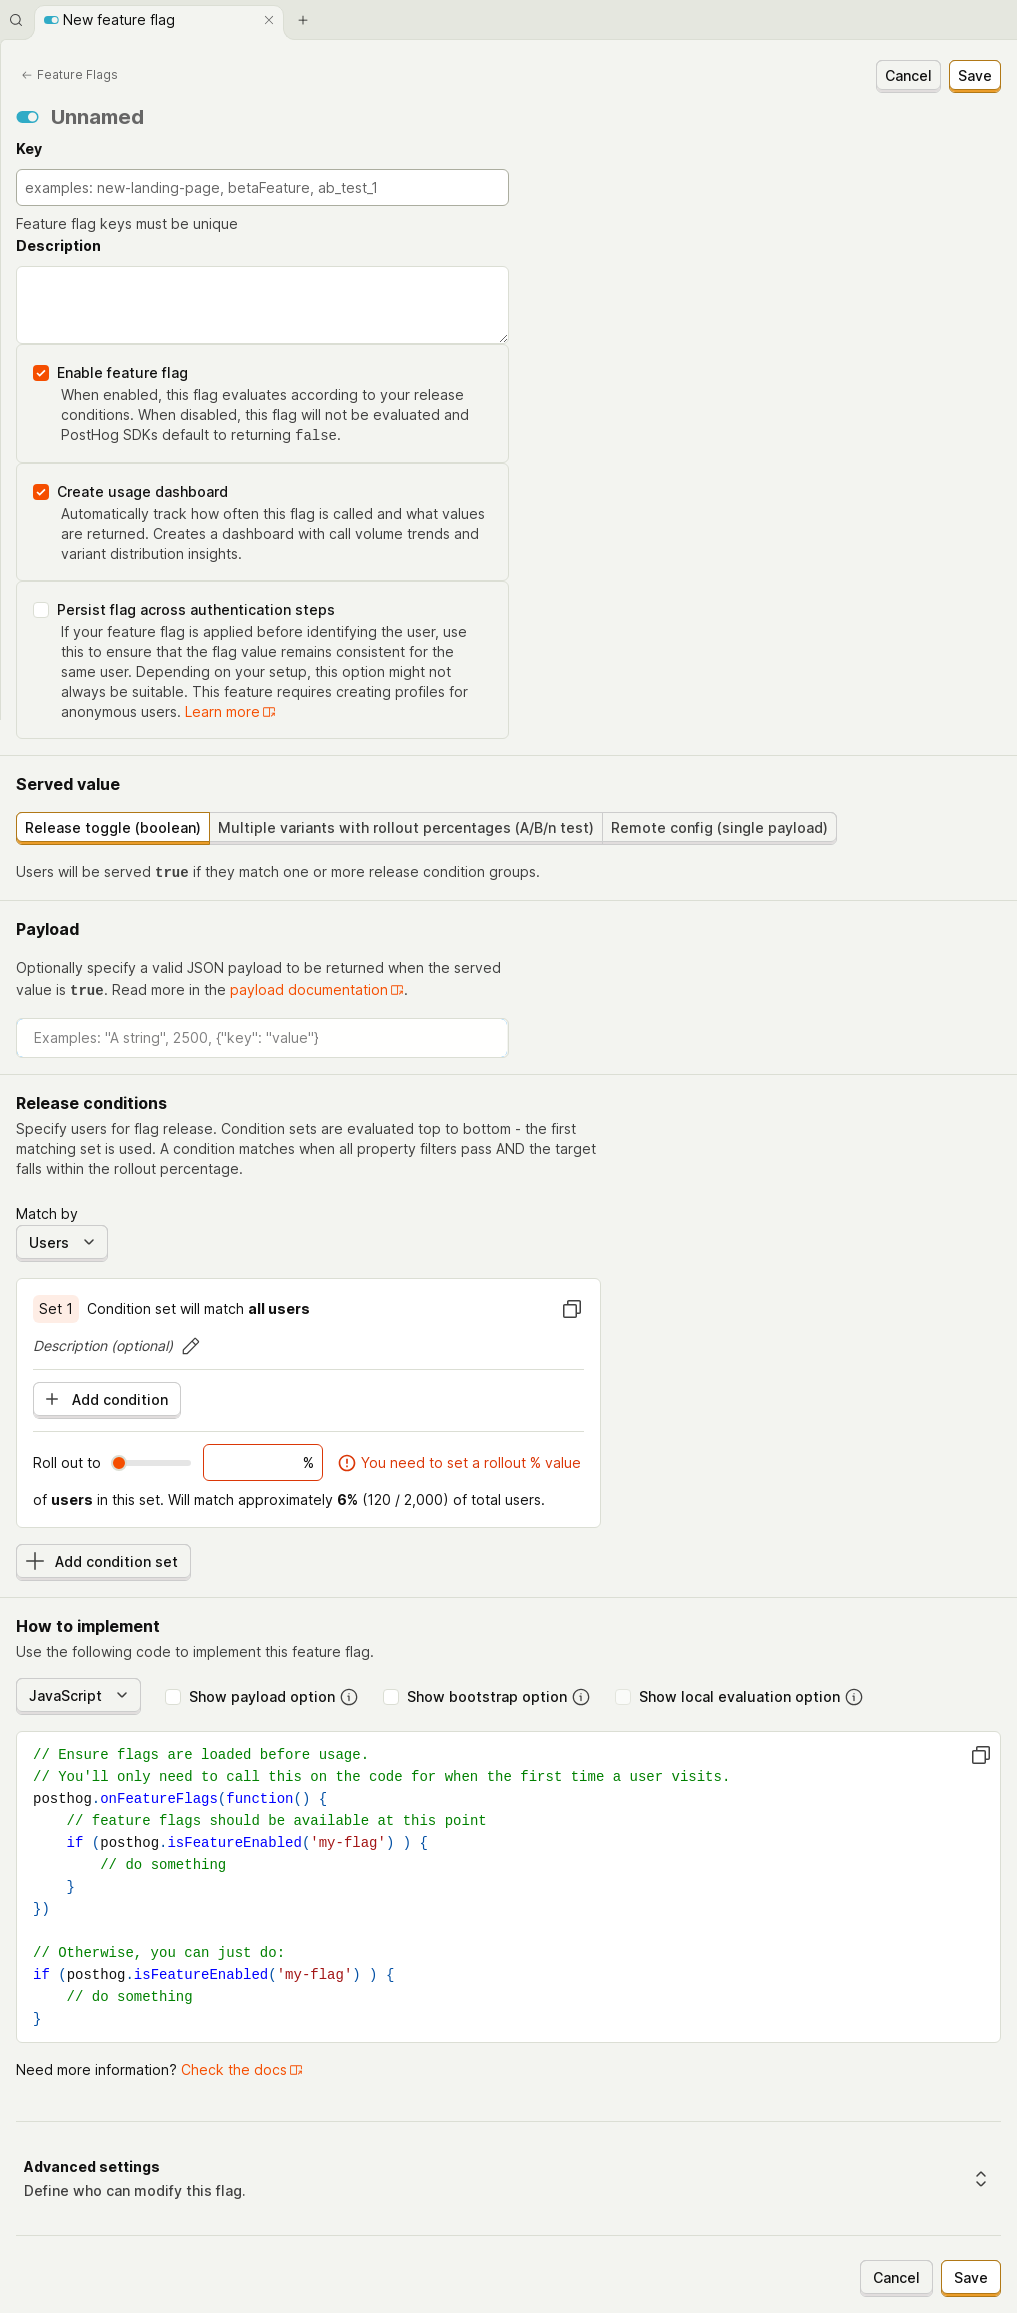 New feature flag
Feature Flags
Cancel
Save
Unnamed
Key
examples: new-landing-page, betaFeature, ab_test_1
Feature flag keys must be unique
Description
Enable feature flag
When enabled, this flag evaluates according to your release
conditions. When disabled, this flag will not be evaluated and
PostHog SDKs default to returning false.
Create usage dashboard
Automatically track how often this flag is called and what values
are returned. Creates a dashboard with call volume trends and
variant distribution insights.
Persist flag across authentication steps
If your feature flag is applied before identifying the user, use
this to ensure that the flag value remains consistent for the
same user. Depending on your setup, this option might not
always be suitable. This feature requires creating profiles for
anonymous users. Learn more
Served value
Release toggle (boolean)
Multiple variants with rollout percentages (A/B/n test)
Remote config (single payload)
Users will be served true if they match one or more release condition groups.
Payload
Optionally specify a valid JSON payload to be returned when the served
value is true. Read more in the payload documentation.
Examples: "A string", 2500, {"key": "value"}
Release conditions
Specify users for flag release. Condition sets are evaluated top to bottom - the first
matching set is used. A condition matches when all property filters pass AND the target
falls within the rollout percentage.
Match by
Users
Set 1 Condition set will match all users
Description (optional)
Add condition
Roll out to % You need to set a rollout % value
of users in this set. Will match approximately 6% (120 / 2,000) of total users.
Add condition set
How to implement
Use the following code to implement this feature flag.
JavaScript
Show payload option
Show bootstrap option
Show local evaluation option
// Ensure flags are loaded before usage.
// You'll only need to call this on the code for when the first time a user visits.
posthog.onFeatureFlags(function() {
    // feature flags should be available at this point
    if (posthog.isFeatureEnabled('my-flag') ) {
        // do something
    }
})
// Otherwise, you can just do:
if (posthog.isFeatureEnabled('my-flag') ) {
    // do something
}
Need more information? Check the docs
Advanced settings
Define who can modify this flag.
Cancel
Save